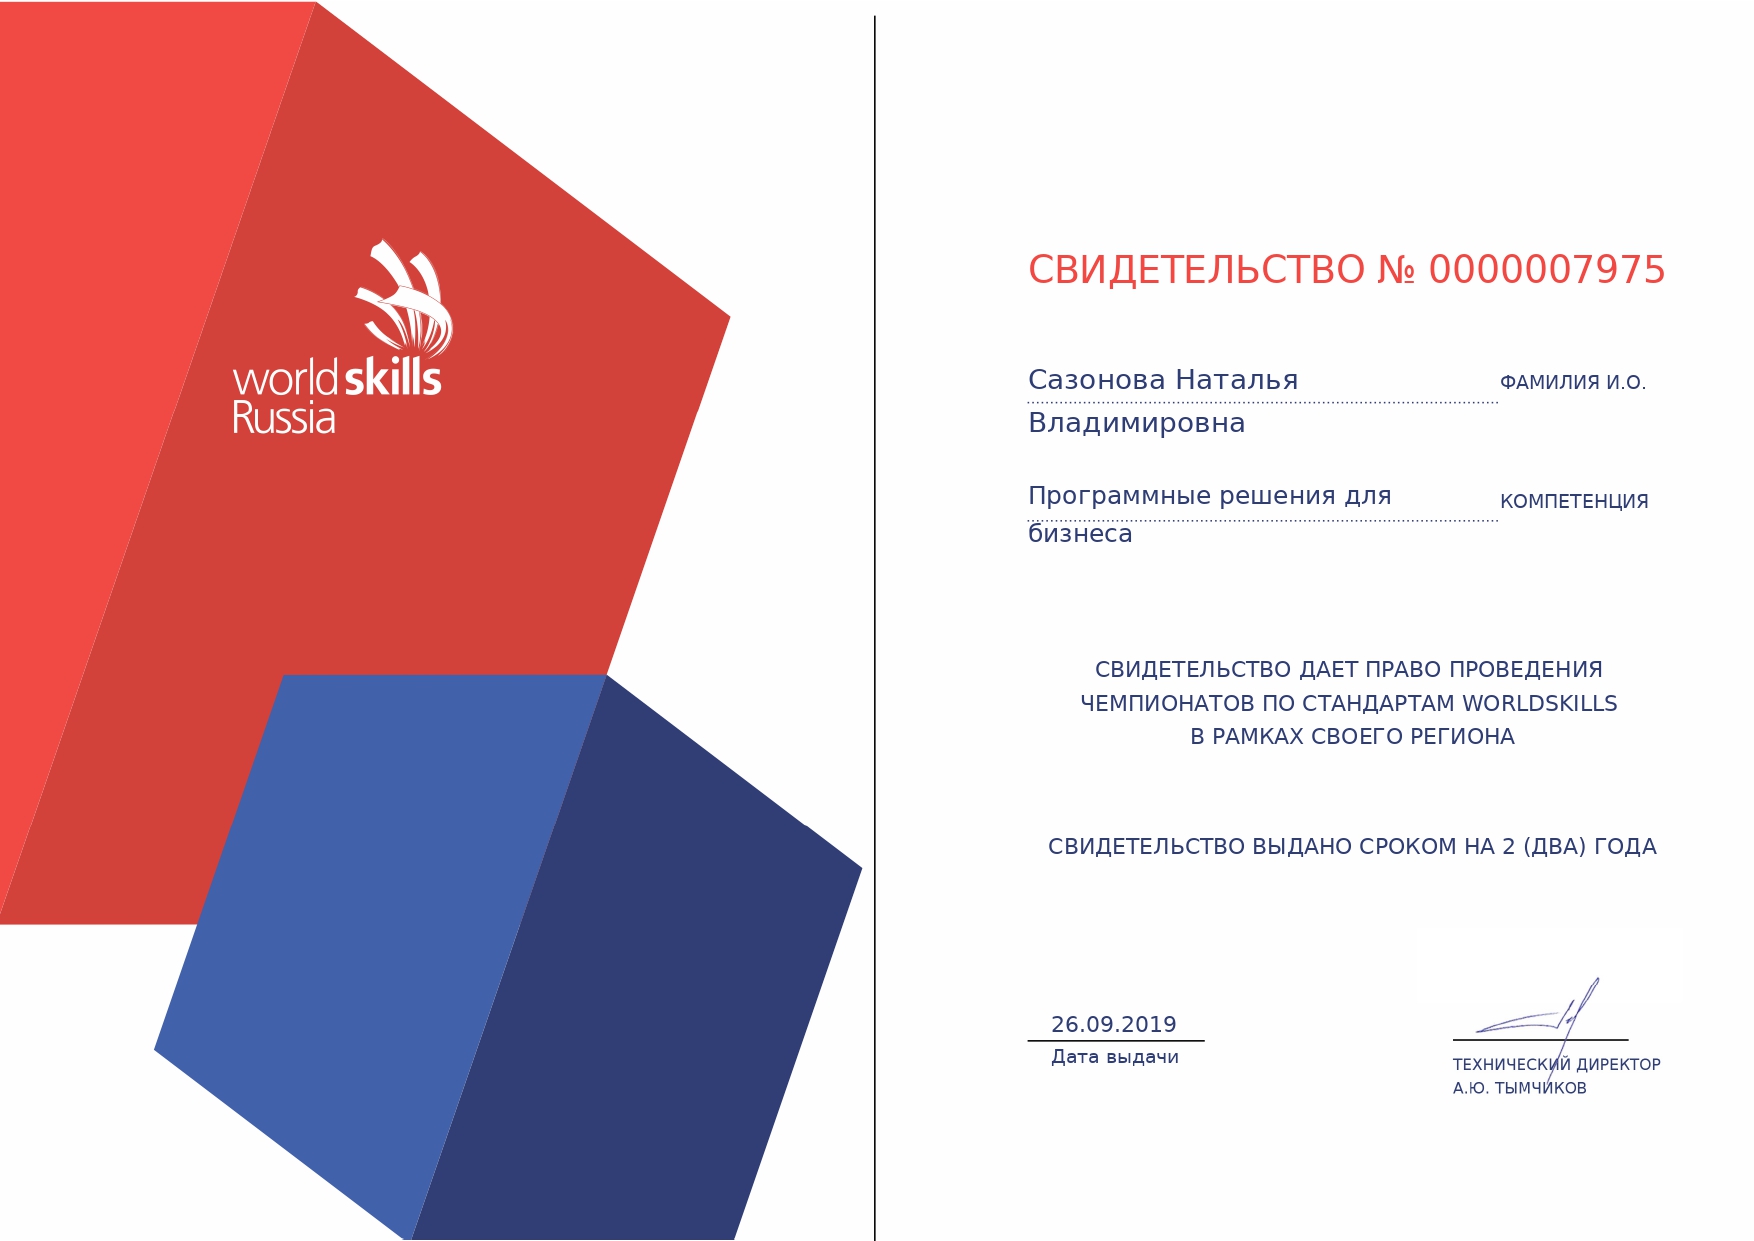 world skills
Russia
СВИДЕТЕЛЬСТВО № 0000007975
Сазонова Наталья
ФАМИЛИЯ И.О.
Владимировна
Программные решения для
КОМПЕТЕНЦИЯ
бизнеса
СВИДЕТЕЛЬСТВО ДАЕТ ПРАВО ПРОВЕДЕНИЯ
ЧЕМПИОНАТОВ ПО СТАНДАРТАМ WORLDSKILLS
В РАМКАХ СВОЕГО РЕГИОНА
СВИДЕТЕЛЬСТВО ВЫДАНО СРОКОМ НА 2 (ДВА) ГОДА
26.09.2019
Дата выдачи
ТЕХНИЧЕСКИЙ ДИРЕКТОР
А.Ю. ТЫМЧИКОВ